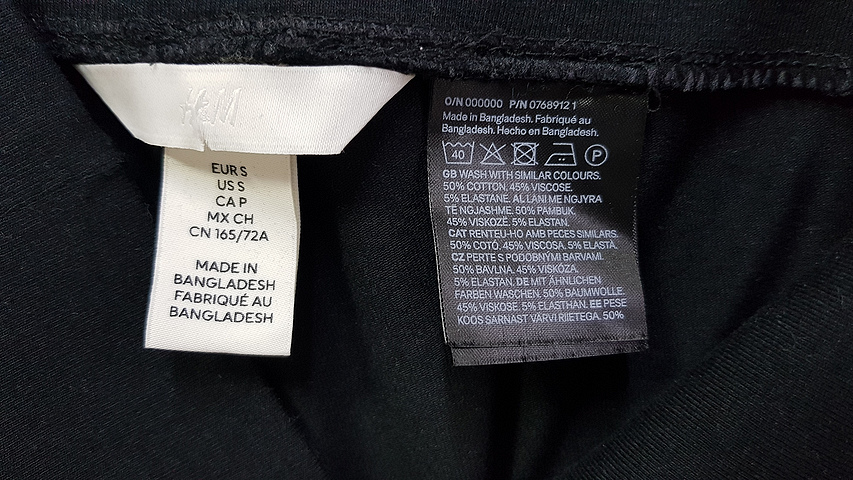 H&M
EUR S
US S
CA P
MX CH
CN 165/72A
MADE IN
BANGLADESH
FABRIQUÉ AU
BANGLADESH
O/N 000000 P/N 0768912 1
Made in Bangladesh. Fabriqué au
Bangladesh. Hecho en Bangladesh.
40 P
GB WASH WITH SIMILAR COLOURS.
50% COTTON. 45% VISCOSE.
5% ELASTANE. AL LANI ME NGJYRA
TË NGJASHME. 50% PAMBUK.
45% VISKOZË. 5% ELASTAN.
CAT RENTEU-HO AMB PECES SIMILARS.
50% COTÓ. 45% VISCOSA. 5% ELASTÀ.
CZ PERTE S PODOBNÝMI BARVAMI.
50% BAVLNA. 45% VISKÓZA.
5% ELASTAN. DE MIT ÄHNLICHEN
FARBEN WASCHEN. 50% BAUMWOLLE.
45% VISKOSE. 5% ELASTHAN. EE PESE
KOOS SARNAST VÄRVI RIIETEGA. 50%